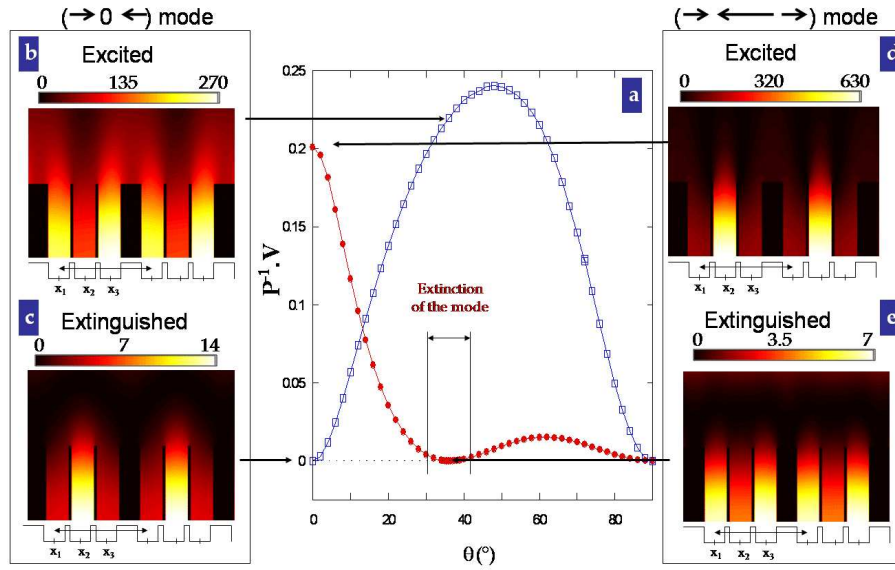 (→ 0 ←) mode
b
Excited
0 135 270
x1 x2 x3
c
Extinguished
0 7 14
x1 x2 x3
a
0.25
0.2
0.15
0.1
0.05
0
P-1.V
Extinction
of the mode
0 20 40 60 80
θ(°)
(→ ← →) mode
d
Excited
0 320 630
x1 x2 x3
e
Extinguished
0 3.5 7
x1 x2 x3